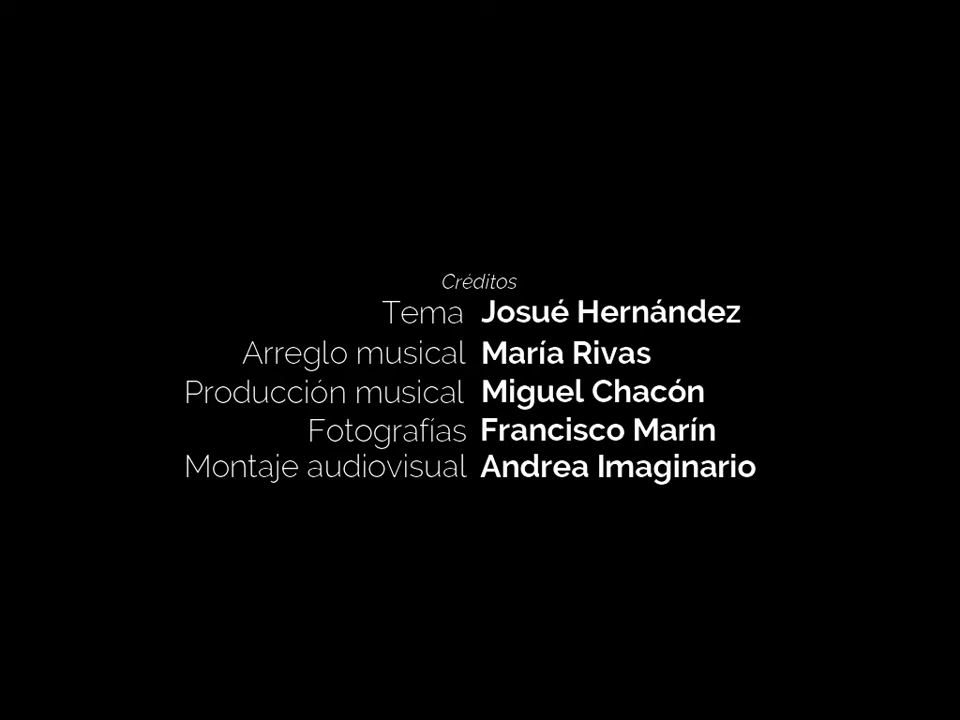 Créditos
Tema Josué Hernández
Arreglo musical María Rivas
Producción musical Miguel Chacón
Fotografías Francisco Marín
Montaje audiovisual Andrea Imaginario